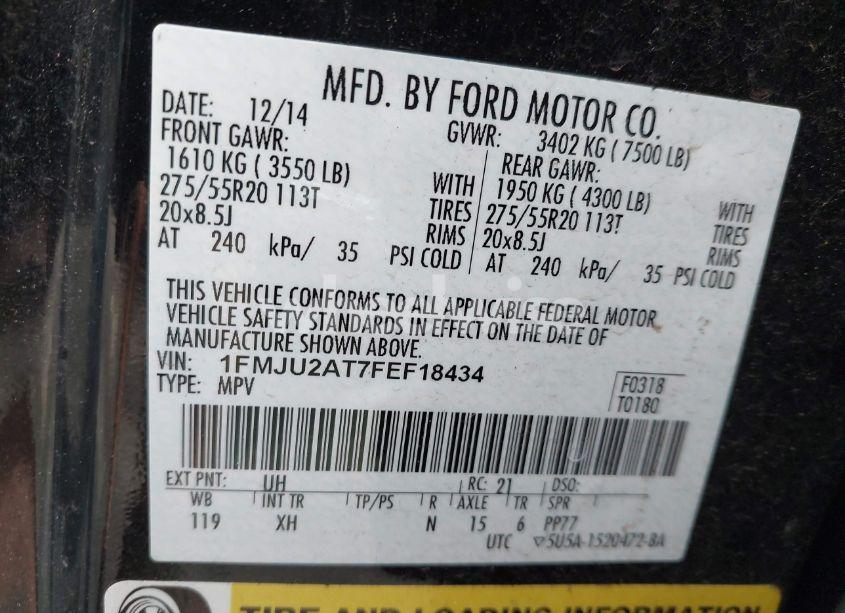 MFD. BY FORD MOTOR CO.
DATE: 12/14
GVWR: 3402 KG ( 7500 LB)
FRONT GAWR:
1610 KG ( 3550 LB) WITH
275/55R20 113T TIRES
20x8.5J RIMS
AT 240 kPa/ 35 PSI COLD
REAR GAWR:
1950 KG ( 4300 LB) WITH
275/55R20 113T TIRES
20x8.5J RIMS
AT 240 kPa/ 35 PSI COLD
THIS VEHICLE CONFORMS TO ALL APPLICABLE FEDERAL MOTOR
VEHICLE SAFETY STANDARDS IN EFFECT ON THE DATE OF
MANUFACTURE SHOWN ABOVE.
VIN: 1FMJU2AT7FEF18434
TYPE: MPV
F0318
T0180
EXT PNT: UH RC: 21 DSO:
WB INT TR TP/PS R AXLE TR SPR
119 XH N 15 6 PP77
UTC 5U5A-1520472-BA
TIRE AND LOADING INFORMATION